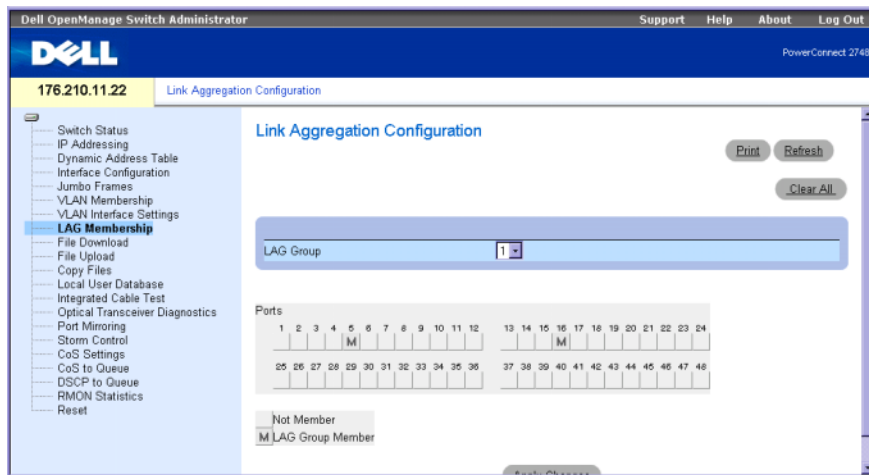 Dell OpenManage Switch Administrator
Support Help About Log Out
DELL
PowerConnect 2748
176.210.11.22
Link Aggregation Configuration
Switch Status
IP Addressing
Dynamic Address Table
Interface Configuration
Jumbo Frames
VLAN Membership
VLAN Interface Settings
LAG Membership
File Download
File Upload
Copy Files
Local User Database
Integrated Cable Test
Optical Transceiver Diagnostics
Port Mirroring
Storm Control
CoS Settings
CoS to Queue
DSCP to Queue
RMON Statistics
Reset
Link Aggregation Configuration
Print Refresh
Clear All
LAG Group 1
Ports
1 2 3 4 5 6 7 8 9 10 11 12 13 14 15 16 17 18 19 20 21 22 23 24
M M
25 26 27 28 29 30 31 32 33 34 35 36 37 38 39 40 41 42 43 44 45 46 47 48
Not Member
M LAG Group Member
Apply Changes